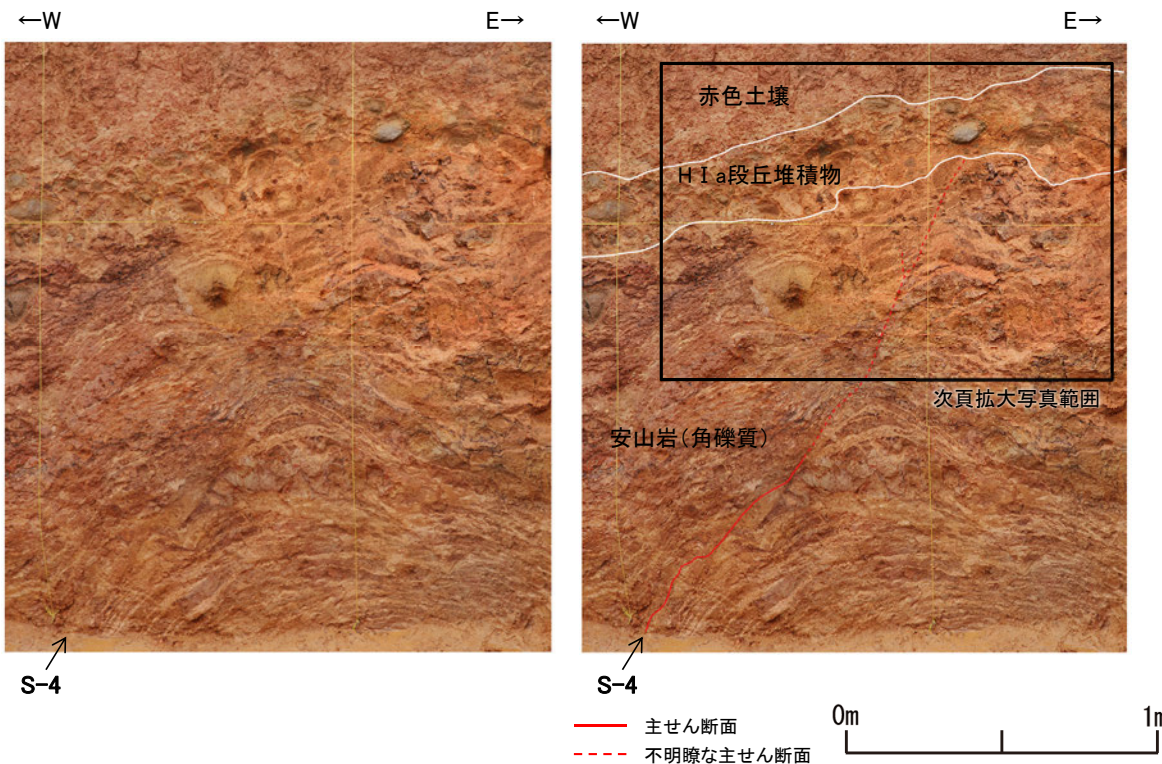 ←W E→ ←W E→
赤色土壌
HⅠa段丘堆積物
次頁拡大写真範囲
安山岩(角礫質)
S-4 S-4
主せん断面
不明瞭な主せん断面
0m 1m